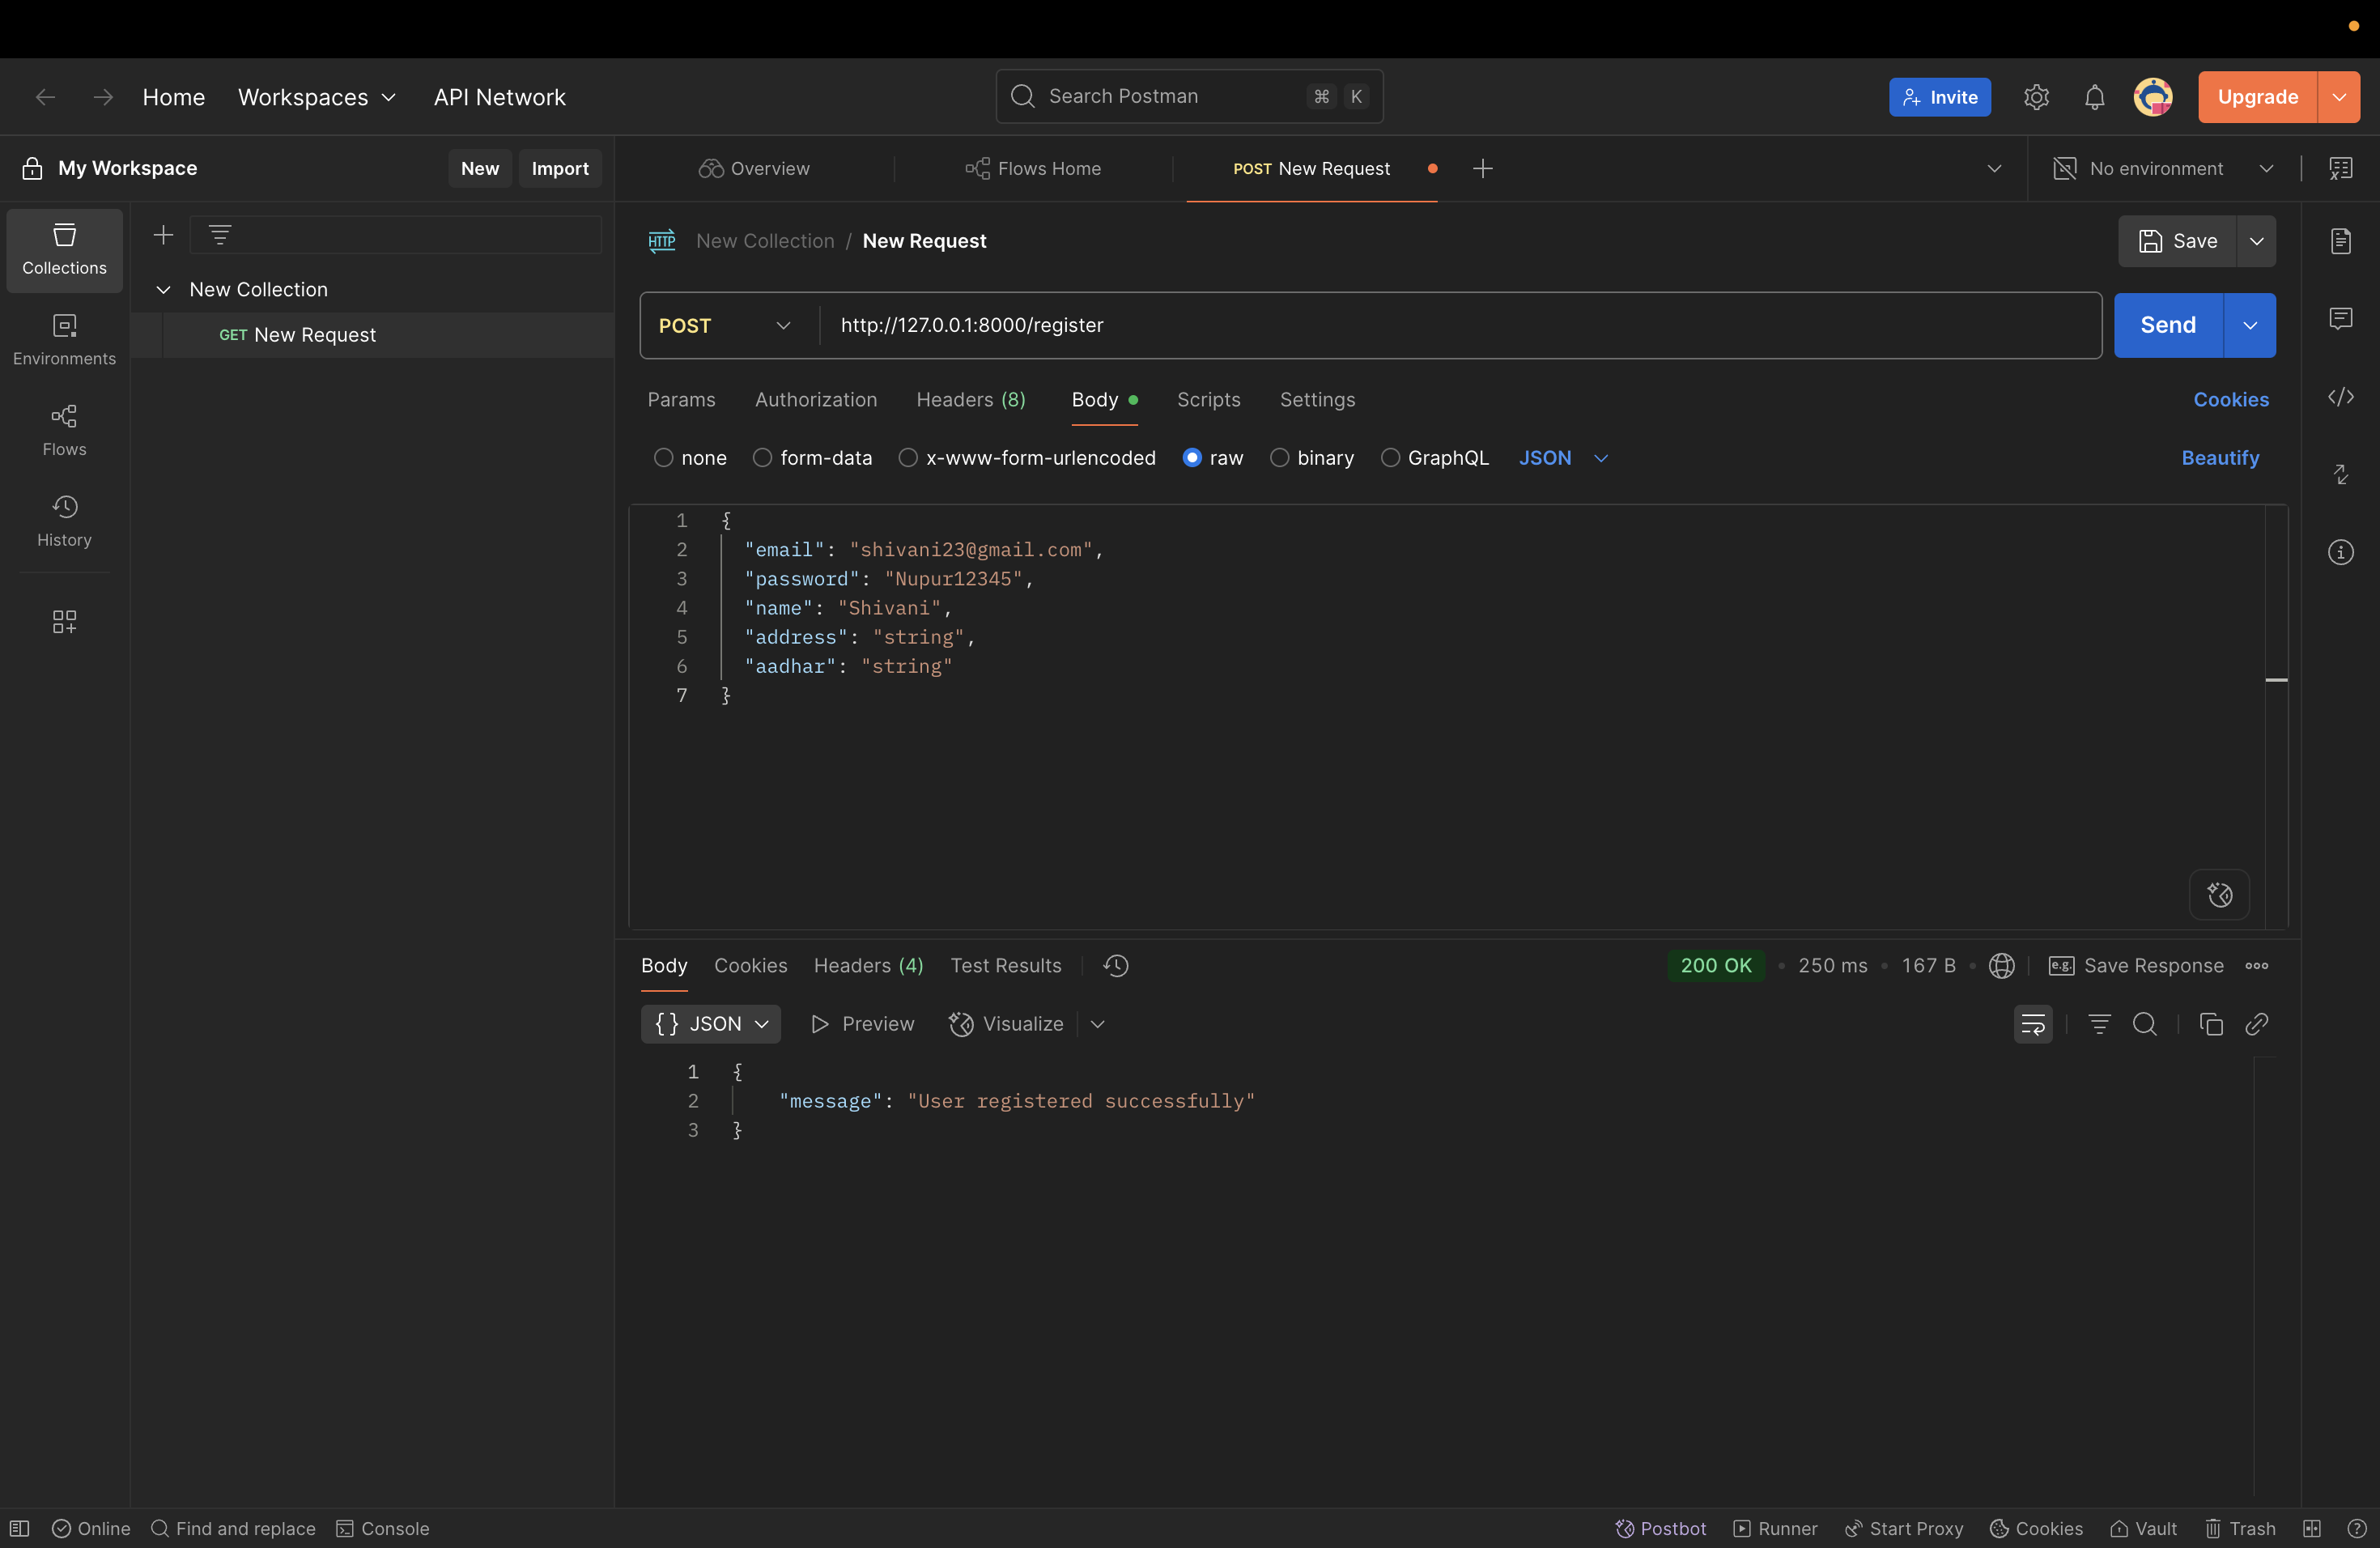 Home Workspaces API Network Search Postman ⌘ K Invite Upgrade
My Workspace New Import Overview Flows Home POST New Request No environment
Collections
Environments
Flows
History
New Collection
GET New Request
HTTP New Collection / New Request Save
POST http://127.0.0.1:8000/register Send
Params Authorization Headers (8) Body Scripts Settings Cookies
none form-data x-www-form-urlencoded raw binary GraphQL JSON Beautify
1 {
2 "email": "shivani23@gmail.com",
3 "password": "Nupur12345",
4 "name": "Shivani",
5 "address": "string",
6 "aadhar": "string"
7 }
Body Cookies Headers (4) Test Results 200 OK • 250 ms • 167 B • e.g. Save Response
{} JSON Preview Visualize
1 {
2 "message": "User registered successfully"
3 }
Online Find and replace Console Postbot Runner Start Proxy Cookies Vault Trash